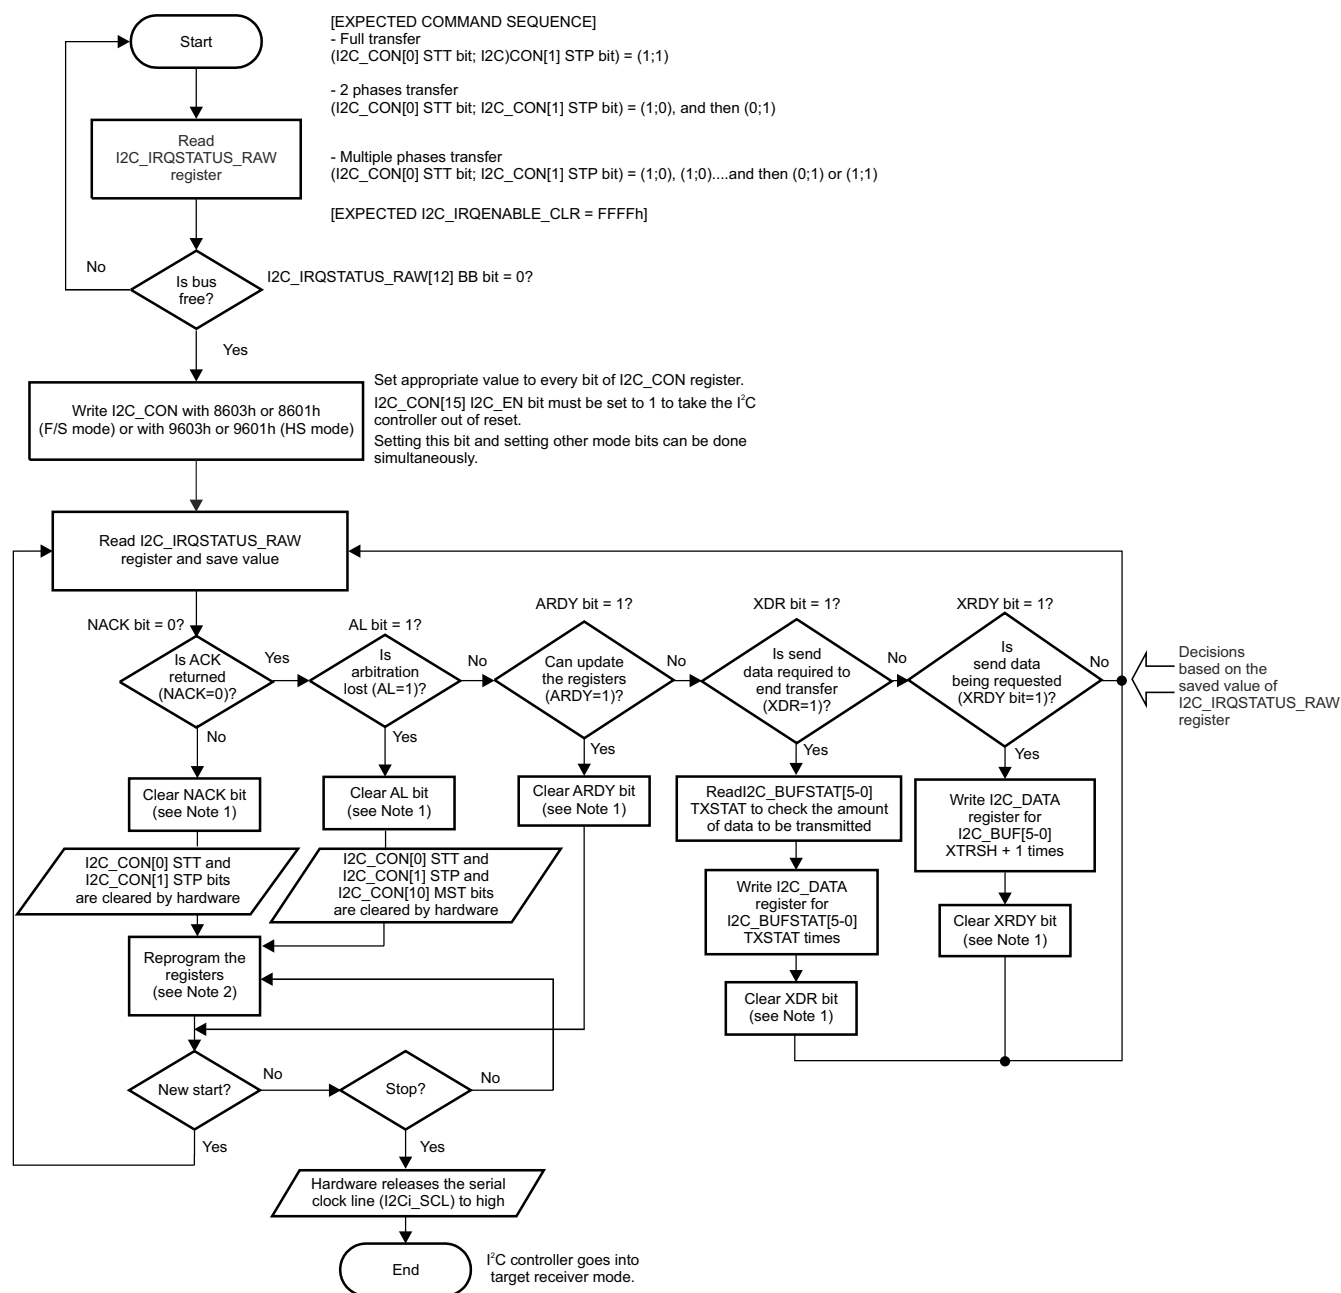 Start
[EXPECTED COMMAND SEQUENCE]
- Full transfer
(I2C_CON[0] STT bit; I2C)CON[1] STP bit) = (1;1)
- 2 phases transfer
(I2C_CON[0] STT bit; I2C_CON[1] STP bit) = (1;0), and then (0;1)
- Multiple phases transfer
(I2C_CON[0] STT bit; I2C_CON[1] STP bit) = (1;0), (1;0)....and then (0;1) or (1;1)
[EXPECTED I2C_IRQENABLE_CLR = FFFFh]
Read
I2C_IRQSTATUS_RAW
register
No
Is bus
free?
I2C_IRQSTATUS_RAW[12] BB bit = 0?
Yes
Write I2C_CON with 8603h or 8601h
(F/S mode) or with 9603h or 9601h (HS mode)
Set appropriate value to every bit of I2C_CON register.
I2C_CON[15] I2C_EN bit must be set to 1 to take the I²C
controller out of reset.
Setting this bit and setting other mode bits can be done
simultaneously.
Read I2C_IRQSTATUS_RAW
register and save value
NACK bit = 0?
Is ACK
returned
(NACK=0)?
Yes
No
AL bit = 1?
Is
arbitration
lost (AL=1)?
No
Yes
ARDY bit = 1?
Can update
the registers
(ARDY=1)?
No
Yes
XDR bit = 1?
Is send
data required to
end transfer
(XDR=1)?
No
Yes
XRDY bit = 1?
Is
send data
being requested
(XRDY bit=1)?
No
Yes
Decisions
based on the
saved value of
I2C_IRQSTATUS_RAW
register
Clear NACK bit
(see Note 1)
Clear AL bit
(see Note 1)
Clear ARDY bit
(see Note 1)
ReadI2C_BUFSTAT[5-0]
TXSTAT to check the amount
of data to be transmitted
Write I2C_DATA
register for
I2C_BUF[5-0]
XTRSH + 1 times
I2C_CON[0] STT and
I2C_CON[1] STP bits
are cleared by hardware
I2C_CON[0] STT and
I2C_CON[1] STP and
I2C_CON[10] MST bits
are cleared by hardware
Write I2C_DATA
register for
I2C_BUFSTAT[5-0]
TXSTAT times
Clear XRDY bit
(see Note 1)
Reprogram the
registers
(see Note 2)
Clear XDR bit
(see Note 1)
New start?
No
Yes
Stop?
No
Yes
Hardware releases the serial
clock line (I2Ci_SCL) to high
End
I²C controller goes into
target receiver mode.